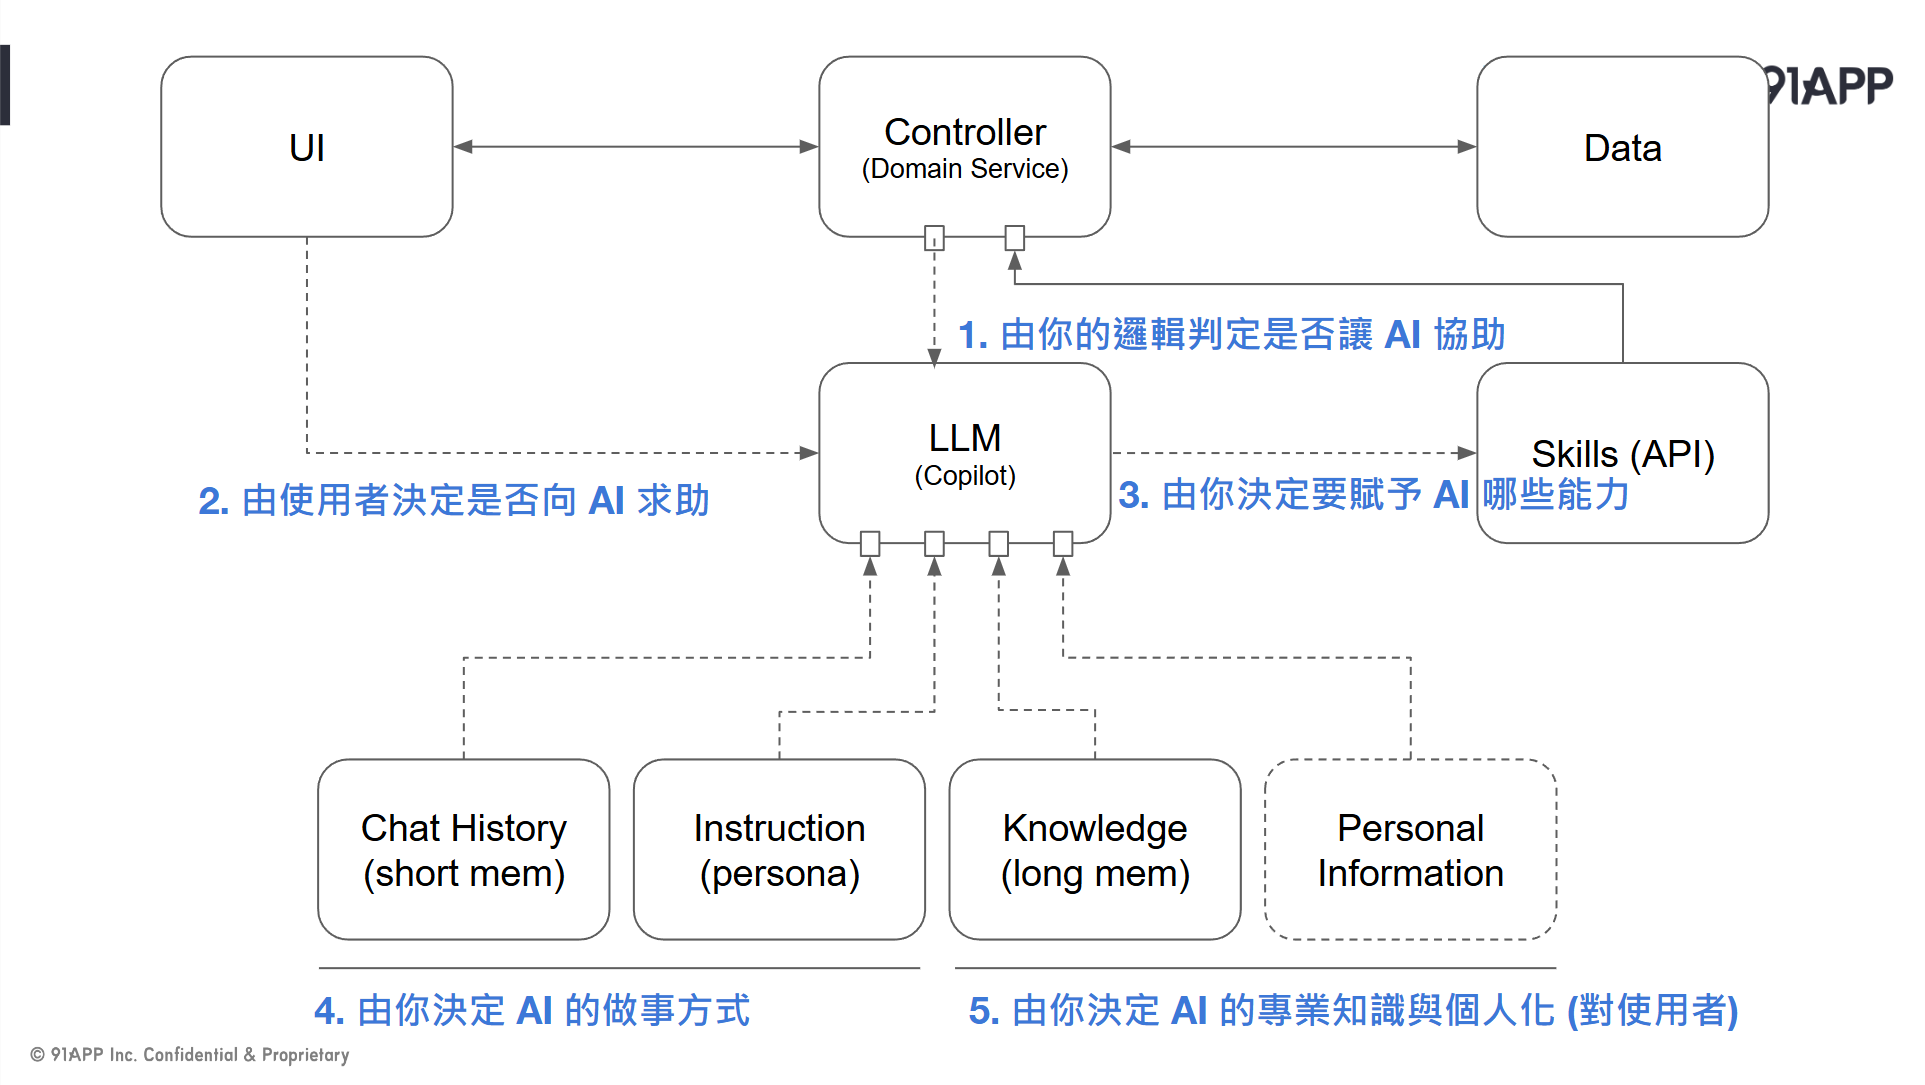 91APP
UI
Controller
(Domain Service)
Data
1. 由你的邏輯判定是否讓 AI 協助
LLM
(Copilot)
Skills (API)
2. 由使用者決定是否向 AI 求助
3. 由你決定要賦予 AI 哪些能力
Chat History
(short mem)
Instruction
(persona)
Knowledge
(long mem)
Personal
Information
4. 由你決定 AI 的做事方式
5. 由你決定 AI 的專業知識與個人化 (對使用者)
© 91APP Inc. Confidential & Proprietary